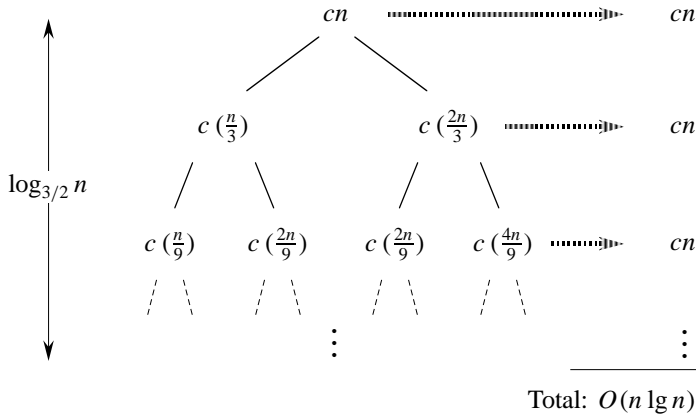 cn cn
c (n/3) c (2n/3) cn
log_{3/2} n
c (n/9) c (2n/9) c (2n/9) c (4n/9) cn
⋮ ⋮
Total: O(n lg n)